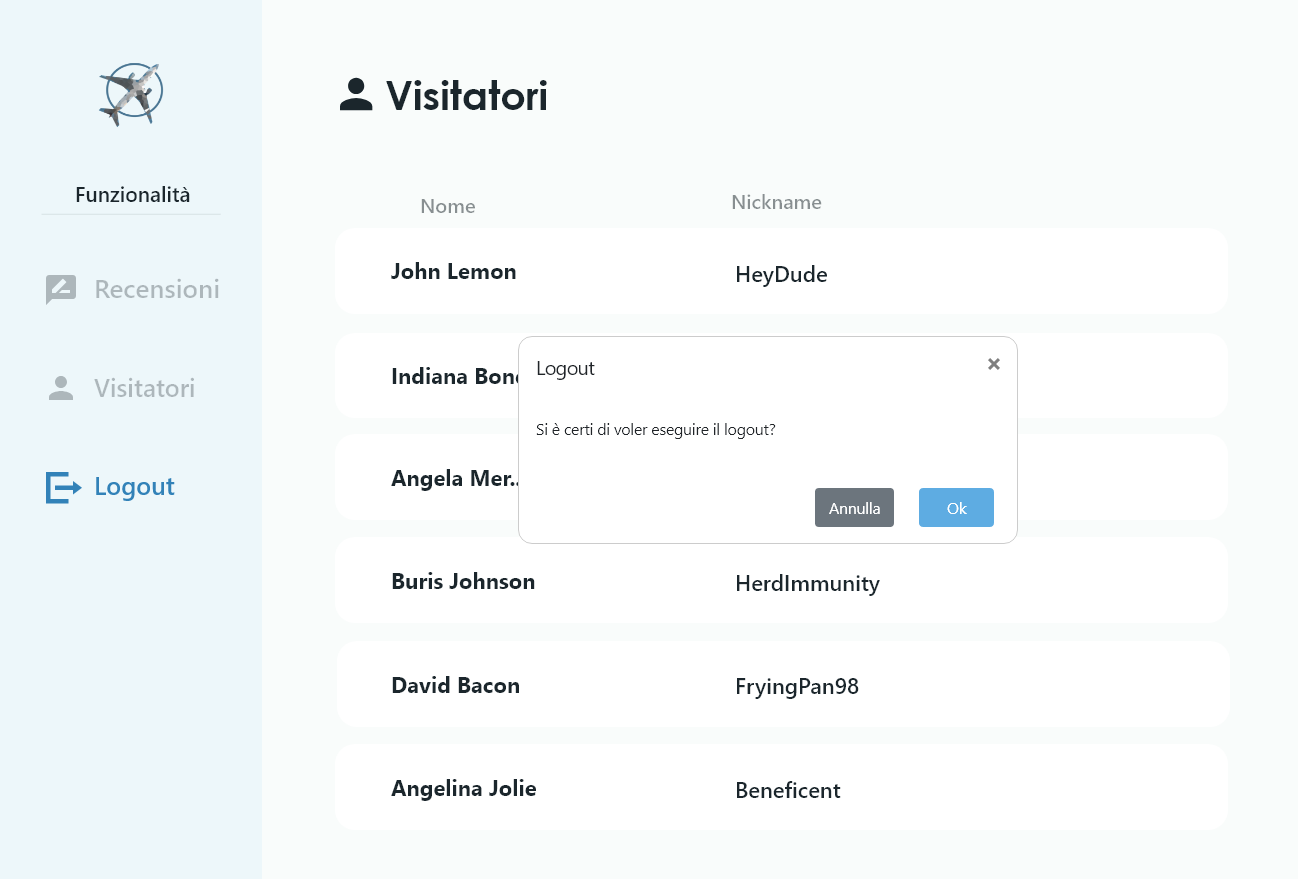 Visitatori
Funzionalità
Nome
Nickname
Recensioni
Visitatori
Logout
John Lemon
HeyDude
Indiana
Angela Mer..
Buris Johnson
HerdImmunity
David Bacon
FryingPan98
Angelina Jolie
Beneficent
Logout
×
Si è certi di voler eseguire il logout?
Annulla
Ok